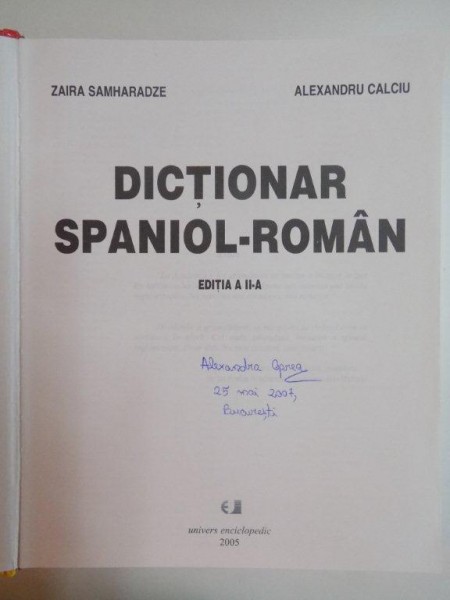 ZAIRA SAMHARADZE
ALEXANDRU CALCIU
DICȚIONAR
SPANIOL-ROMÂN
EDIȚIA A II-A
Alexandra Oprea
25 mai 2007,
București
univers enciclopedic
2005